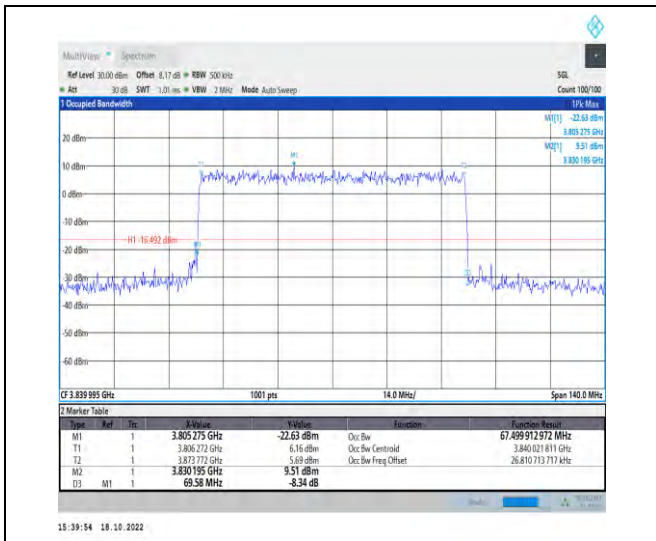 MultiView Spectrum
Ref Level 30.00 dBm Offset 8.17 dB RBW 500 kHz SGL
Att 30 dB SWT 1.01 ms VBW 2 MHz Mode Auto Sweep Count 100/100
1 Occupied Bandwidth 1Pk Max
M1[1] -22.63 dBm
3.805 275 GHz
M2[1] 9.51 dBm
3.830 195 GHz
20 dBm
10 dBm
0 dBm
-10 dBm
-20 dBm
-30 dBm
-40 dBm
-50 dBm
-60 dBm
H1 -16.492 dBm
CF 3.839 995 GHz 1001 pts 14.0 MHz/ Span 140.0 MHz
2 Marker Table
Type Ref Trc X-Value Y-Value Function Function Result
M1 1 3.805 275 GHz -22.63 dBm Occ Bw 67.499 912 972 MHz
T1 1 3.806 272 GHz 6.16 dBm Occ Bw Centroid 3.840 021 811 GHz
T2 1 3.873 772 GHz 5.69 dBm Occ Bw Freq Offset 26.810 713 717 kHz
M2 1 3.830 195 GHz 9.51 dBm
D3 M1 1 69.58 MHz -8.34 dB
15:39:54 18.10.2022